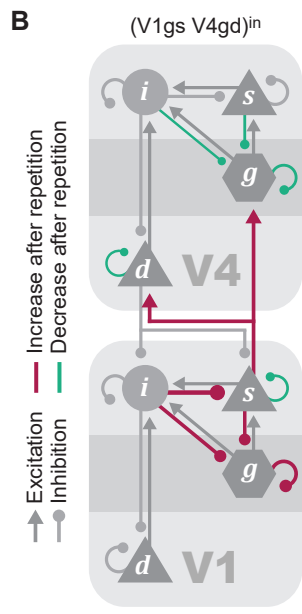 B
(V1gs V4gd)ⁱⁿ
Increase after repetition
Decrease after repetition
Excitation
Inhibition
i
s
g
d
V4
i
s
g
d
V1